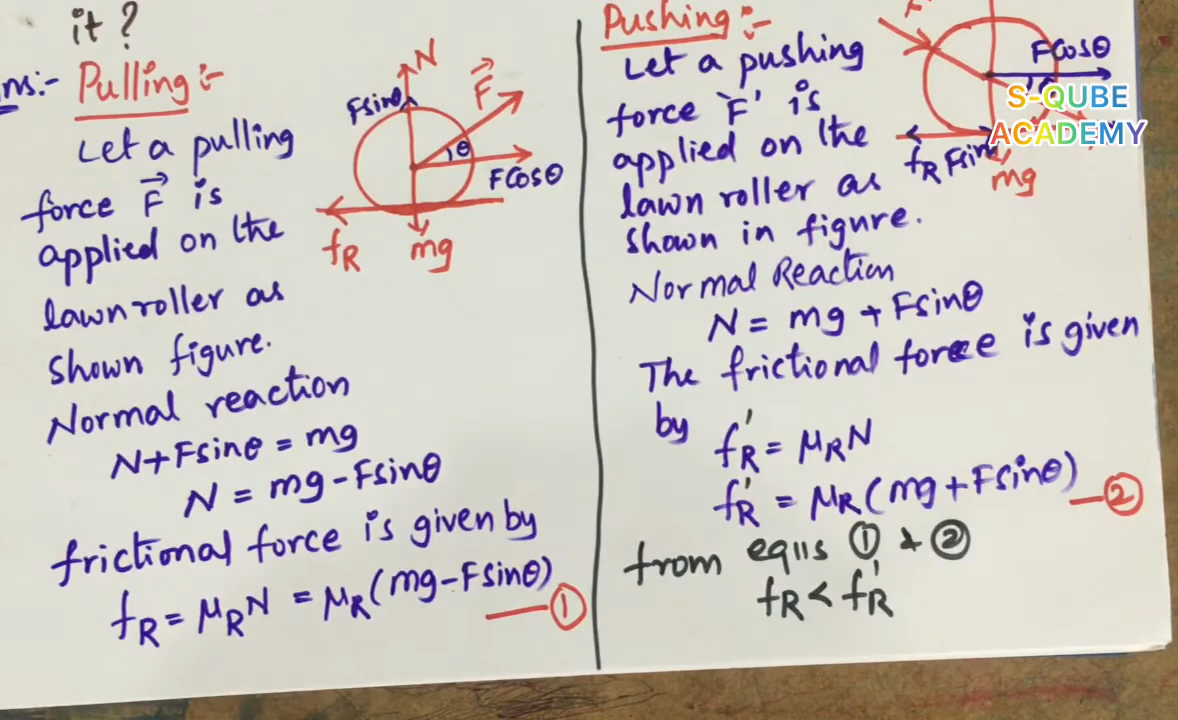 it?
ns:- Pulling:-
Let a pulling
force F is
applied on the
lawn roller as
shown figure.
Normal reaction
N+Fsinθ = mg
N = mg-Fsinθ
frictional force is given by
fR = μRN = μR(mg-Fsinθ) —①
N
F
Fsinθ
θ
FCosθ
fR
mg
Pushing:-
Let a pushing
force 'F' is
applied on the
lawn roller as
shown in figure.
Normal Reaction
N = mg + Fsinθ
The frictional force is given
by f'R = μRN
f'R = μR(mg+Fsinθ) —②
from eqns ① & ②
fR < f'R
FCosθ
fR
mg
S-QUBE
ACADEMY